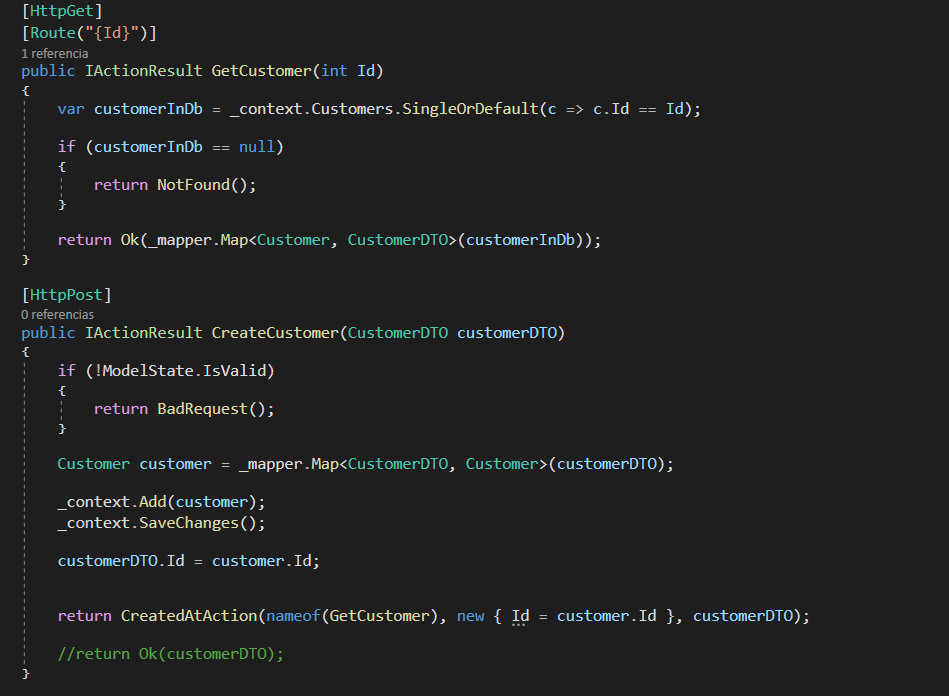 [HttpGet]
[Route("{Id}")]
1 referencia
public IActionResult GetCustomer(int Id)
{
    var customerInDb = _context.Customers.SingleOrDefault(c => c.Id == Id);

    if (customerInDb == null)
    {
        return NotFound();
    }

    return Ok(_mapper.Map<Customer, CustomerDTO>(customerInDb));
}

[HttpPost]
0 referencias
public IActionResult CreateCustomer(CustomerDTO customerDTO)
{
    if (!ModelState.IsValid)
    {
        return BadRequest();
    }

    Customer customer = _mapper.Map<CustomerDTO, Customer>(customerDTO);

    _context.Add(customer);
    _context.SaveChanges();

    customerDTO.Id = customer.Id;


    return CreatedAtAction(nameof(GetCustomer), new { Id = customer.Id }, customerDTO);

    //return Ok(customerDTO);
}